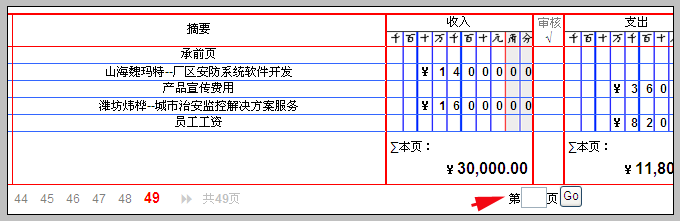 摘要 收入 审核 √ 支出
千 百 十 万 千 百 十 元 角 分 千 百 十 万 千 百 十
承前页
山海魏玛特--厂区安防系统软件开发 ¥ 1 4 0 0 0 0 0
产品宣传费用 ¥ 3 6 0
潍坊炜桦--城市治安监控解决方案服务 ¥ 1 6 0 0 0 0 0
员工工资 ¥ 8 2 0
∑本页： ∑本页：
¥ 30,000.00 ¥ 11,80
44 45 46 47 48 49 共49页 第 页 Go